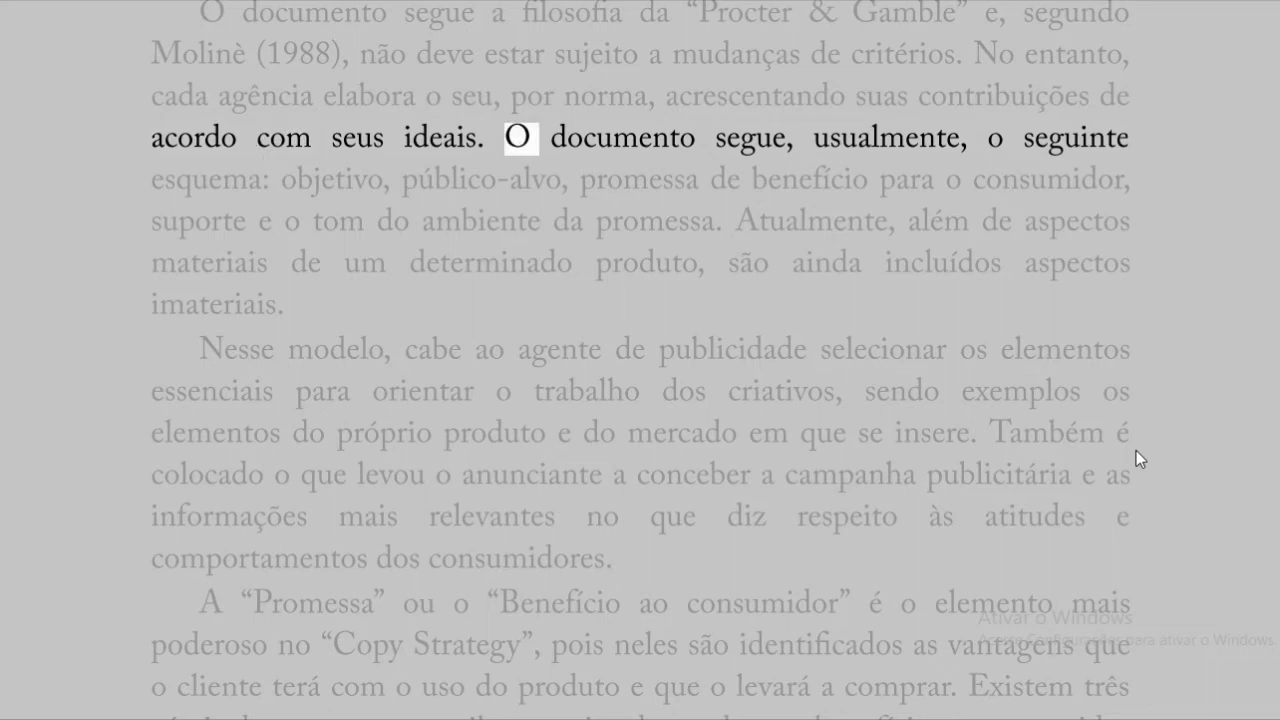 O documento segue a filosofia da “Procter & Gamble” e, segundo
Molinè (1988), não deve estar sujeito a mudanças de critérios. No entanto,
cada agência elabora o seu, por norma, acrescentando suas contribuições de
acordo com seus ideais. O documento segue, usualmente, o seguinte
esquema: objetivo, público-alvo, promessa de benefício para o consumidor,
suporte e o tom do ambiente da promessa. Atualmente, além de aspectos
materiais de um determinado produto, são ainda incluídos aspectos
imateriais.
Nesse modelo, cabe ao agente de publicidade selecionar os elementos
essenciais para orientar o trabalho dos criativos, sendo exemplos os
elementos do próprio produto e do mercado em que se insere. Também é
colocado o que levou o anunciante a conceber a campanha publicitária e as
informações mais relevantes no que diz respeito às atitudes e
comportamentos dos consumidores.
A “Promessa” ou o “Benefício ao consumidor” é o elemento mais
poderoso no “Copy Strategy”, pois neles são identificados as vantagens que
o cliente terá com o uso do produto e que o levará a comprar. Existem três
Ativar o Windows
Acesse Configurações para ativar o Windows.